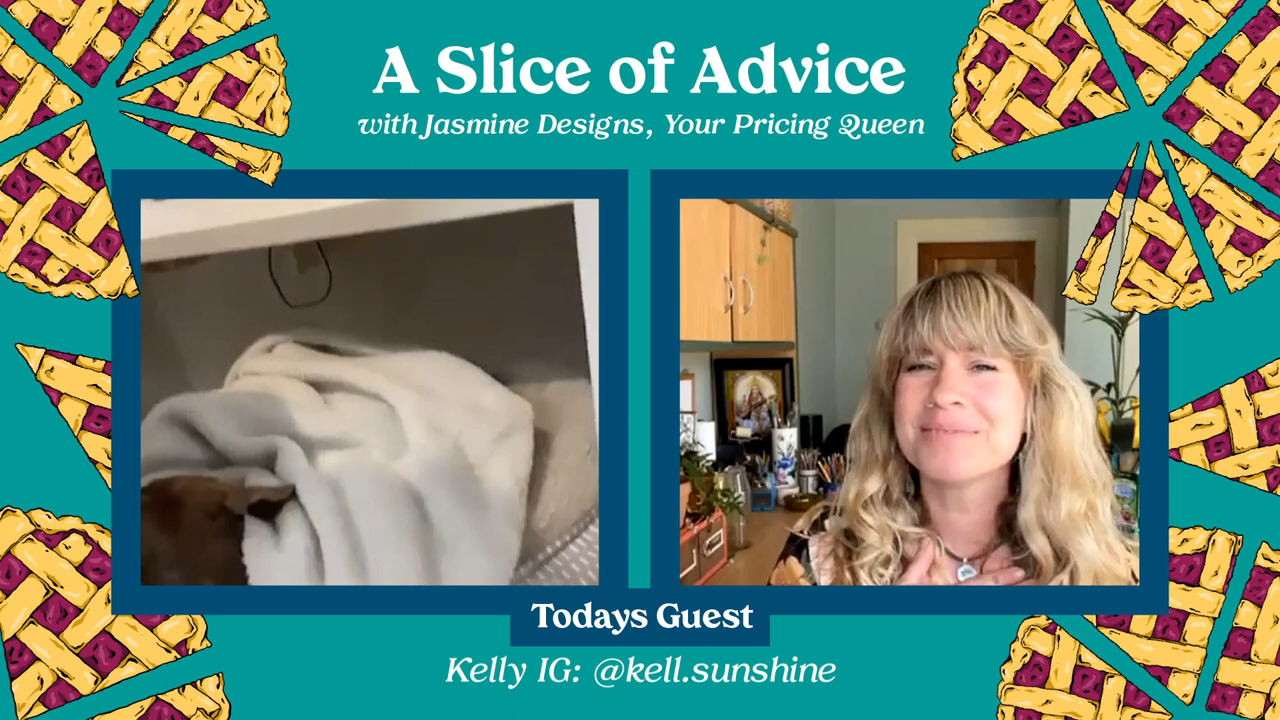 A Slice of Advice
with Jasmine Designs, Your Pricing Queen
Todays Guest
Kelly IG: @kell.sunshine